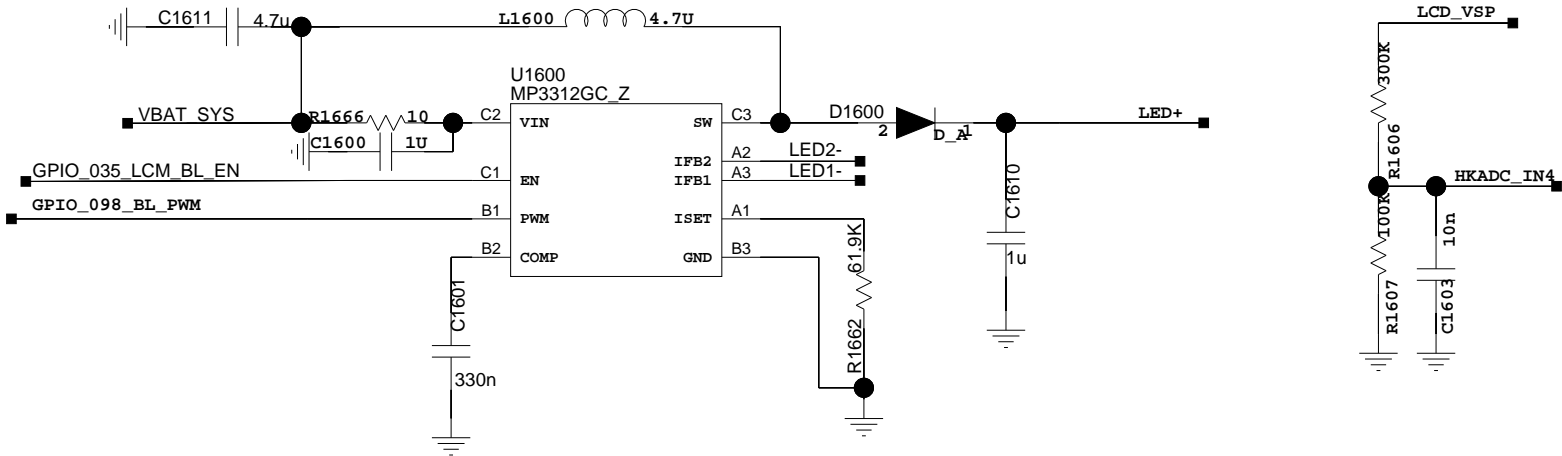 C1611 4.7u L1600 4.7U LCD_VSP
300K
U1600
MP3312GC_Z
VBAT_SYS R1666 10 C2 VIN SW C3 D1600 2 D_A 1 LED+
C1600 1U
R1606
IFB2 A2 LED2-
GPIO_035_LCM_BL_EN C1 EN IFB1 A3 LED1-
HKADC_IN4
C1610
GPIO_098_BL_PWM B1 PWM ISET A1
100K
10n
B2 COMP GND B3
61.9K
1u
C1601
R1607
C1603
R1662
330n